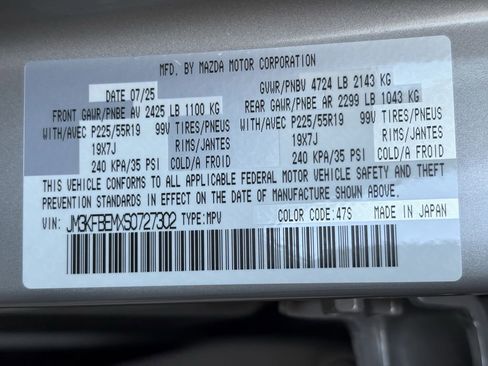 MFD. BY MAZDA MOTOR CORPORATION
DATE 07/25 GVWR/PNBV 4724 LB 2143 KG
FRONT GAWR/PNBE AV 2425 LB 1100 KG REAR GAWR/PNBE AR 2299 LB 1043 KG
WITH/AVEC P225/55R19 99V TIRES/PNEUS WITH/AVEC P225/55R19 99V TIRES/PNEUS
19X7J RIMS/JANTES 19X7J RIMS/JANTES
240 KPA/35 PSI COLD/A FROID 240 KPA/35 PSI COLD/A FROID
THIS VEHICLE CONFORMS TO ALL APPLICABLE FEDERAL MOTOR VEHICLE SAFETY AND THEFT
PREVENTION STANDARDS IN EFFECT ON THE DATE OF MANUFACTURE SHOWN ABOVE.
VIN: JM3KFBEMXS0727302 TYPE:MPV COLOR CODE:47S MADE IN JAPAN